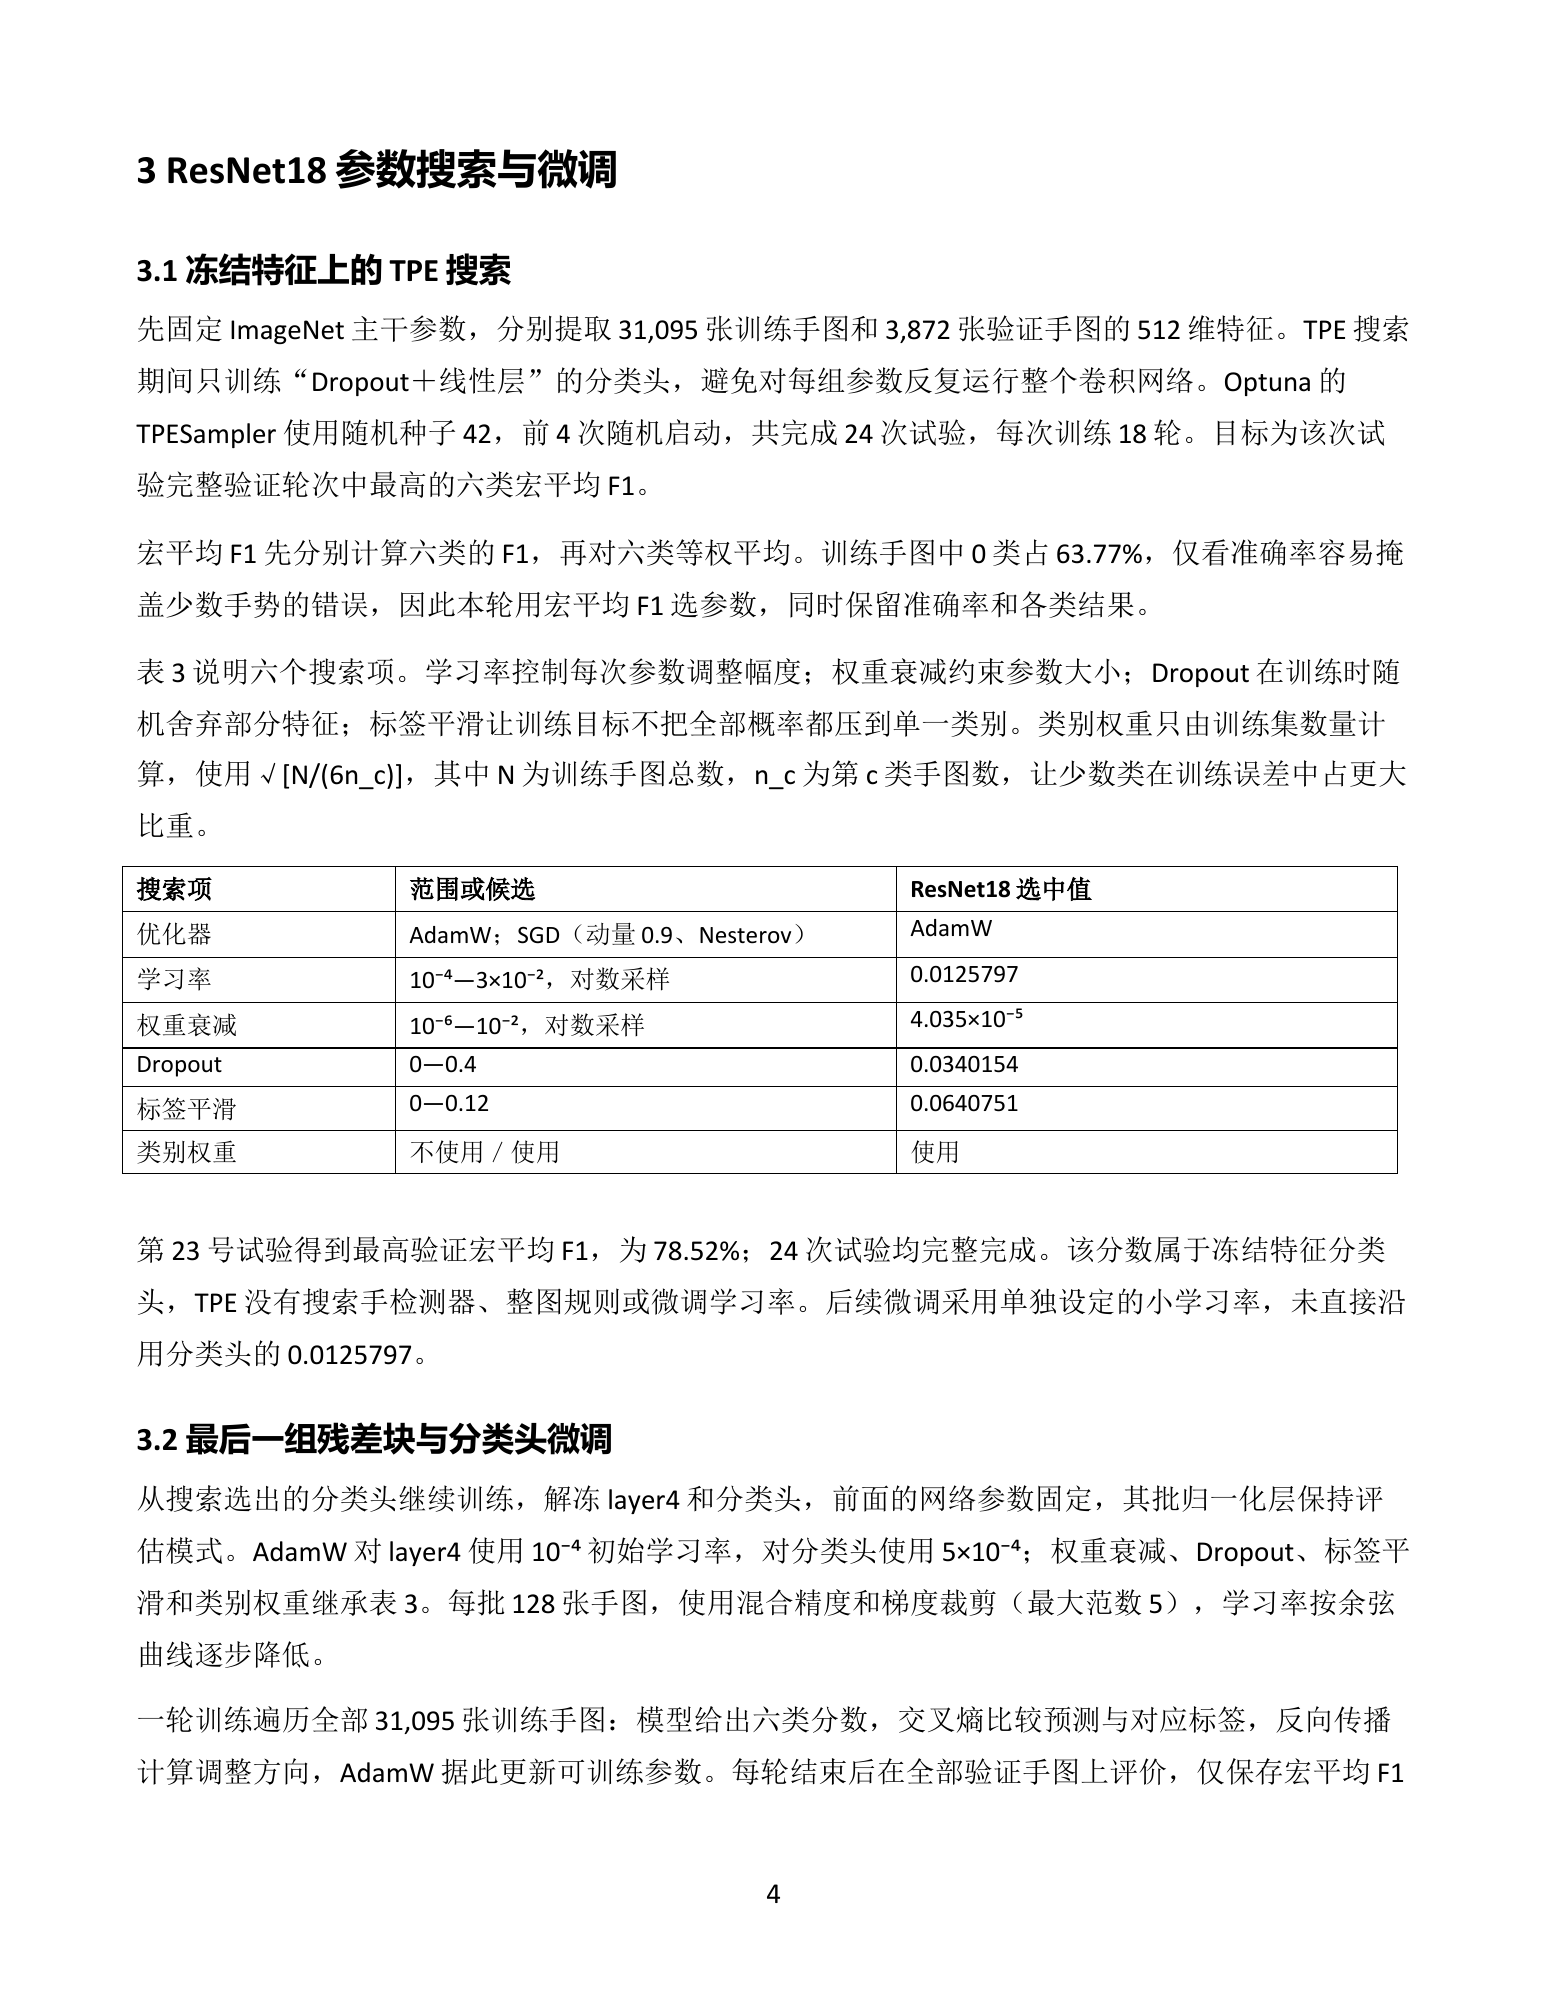 3 ResNet18 参数搜索与微调
3.1 冻结特征上的 TPE 搜索
先固定 ImageNet 主干参数，分别提取 31,095 张训练手图和 3,872 张验证手图的 512 维特征。TPE 搜索
期间只训练“Dropout＋线性层”的分类头，避免对每组参数反复运行整个卷积网络。Optuna 的
TPESampler 使用随机种子 42，前 4 次随机启动，共完成 24 次试验，每次训练 18 轮。目标为该次试
验完整验证轮次中最高的六类宏平均 F1。
宏平均 F1 先分别计算六类的 F1，再对六类等权平均。训练手图中 0 类占 63.77%，仅看准确率容易掩
盖少数手势的错误，因此本轮用宏平均 F1 选参数，同时保留准确率和各类结果。
表 3 说明六个搜索项。学习率控制每次参数调整幅度；权重衰减约束参数大小；Dropout 在训练时随
机舍弃部分特征；标签平滑让训练目标不把全部概率都压到单一类别。类别权重只由训练集数量计
算，使用 √[N/(6n_c)]，其中 N 为训练手图总数，n_c 为第 c 类手图数，让少数类在训练误差中占更大
比重。
搜索项 范围或候选 ResNet18 选中值
优化器 AdamW；SGD（动量 0.9、Nesterov） AdamW
学习率 10⁻⁴—3×10⁻²，对数采样 0.0125797
权重衰减 10⁻⁶—10⁻²，对数采样 4.035×10⁻⁵
Dropout 0—0.4 0.0340154
标签平滑 0—0.12 0.0640751
类别权重 不使用 / 使用 使用
第 23 号试验得到最高验证宏平均 F1，为 78.52%；24 次试验均完整完成。该分数属于冻结特征分类
头，TPE 没有搜索手检测器、整图规则或微调学习率。后续微调采用单独设定的小学习率，未直接沿
用分类头的 0.0125797。
3.2 最后一组残差块与分类头微调
从搜索选出的分类头继续训练，解冻 layer4 和分类头，前面的网络参数固定，其批归一化层保持评
估模式。AdamW 对 layer4 使用 10⁻⁴ 初始学习率，对分类头使用 5×10⁻⁴；权重衰减、Dropout、标签平
滑和类别权重继承表 3。每批 128 张手图，使用混合精度和梯度裁剪（最大范数 5），学习率按余弦
曲线逐步降低。
一轮训练遍历全部 31,095 张训练手图：模型给出六类分数，交叉熵比较预测与对应标签，反向传播
计算调整方向，AdamW 据此更新可训练参数。每轮结束后在全部验证手图上评价，仅保存宏平均 F1
4